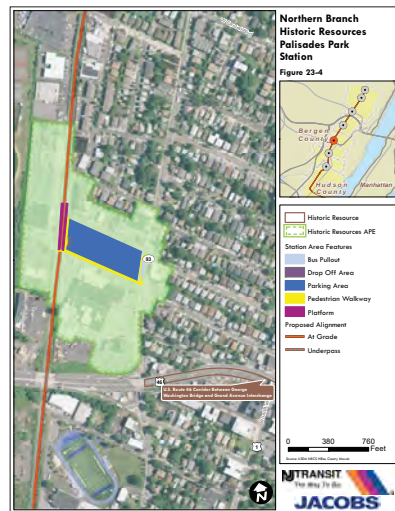 Northern Branch
Historic Resources
Palisades Park
Station
Figure 23-4
Bergen
County
Hudson
County
Manhattan
Historic Resource
Historic Resources APE
Station Area Features
Bus Pullout
Drop Off Area
Parking Area
Pedestrian Walkway
Platform
Proposed Alignment
At Grade
Underpass
0 380 760
Feet
93
46
U.S. Route 46 Corridor Between George
Washington Bridge and Grand Avenue Interchange
1
N
NJTRANSIT
The Way To Go
JACOBS